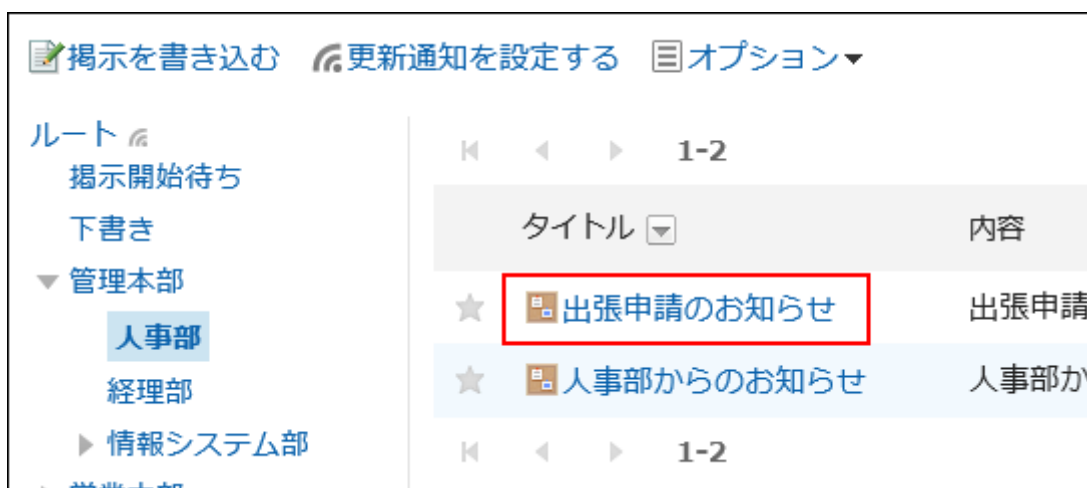 掲示を書き込む 更新通知を設定する オプション
ルート
掲示開始待ち
下書き
管理本部
人事部
経理部
情報システム部
1-2
タイトル 内容
出張申請のお知らせ 出張申請
人事部からのお知らせ 人事部か
1-2